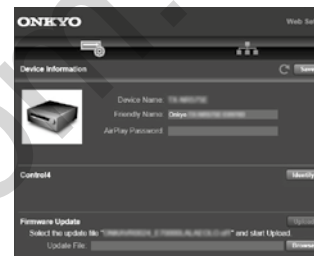 ONKYO
Web Se
Device Information
Save
Device Name
Friendly Name Onkyo
AirPlay Password
Control4
Identify
Firmware Update
Upload
Select the update file " " and start Upload.
Update File
Browse